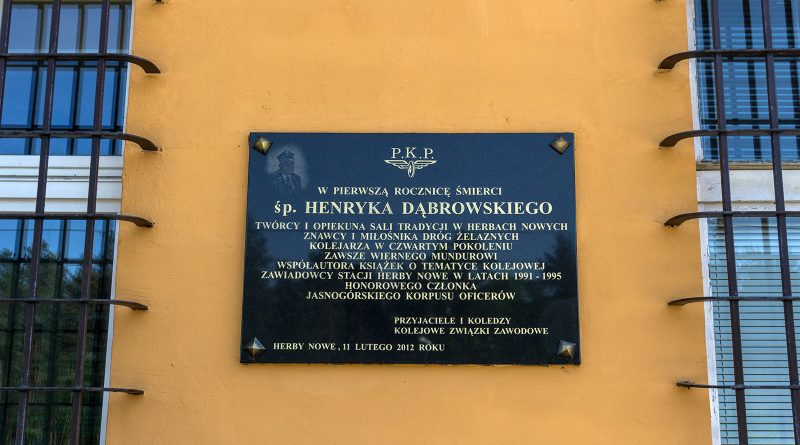 P.K.P.
W PIERWSZĄ ROCZNICĘ ŚMIERCI
śp. HENRYKA DĄBROWSKIEGO
TWÓRCY I OPIEKUNA SALI TRADYCJI W HERBACH NOWYCH
ZNAWCY I MIŁOŚNIKA DRÓG ŻELAZNYCH
KOLEJARZA W CZWARTYM POKOLENIU
ZAWSZE WIERNEGO MUNDUROWI
WSPÓŁAUTORA KSIĄŻEK O TEMATYCE KOLEJOWEJ
ZAWIADOWCY STACJI HERBY NOWE W LATACH 1991 - 1995
HONOROWEGO CZŁONKA
JASNOGÓRSKIEGO KORPUSU OFICERÓW
PRZYJACIELE I KOLEDZY
KOLEJOWE ZWIĄZKI ZAWODOWE
HERBY NOWE, 11 LUTEGO 2012 ROKU